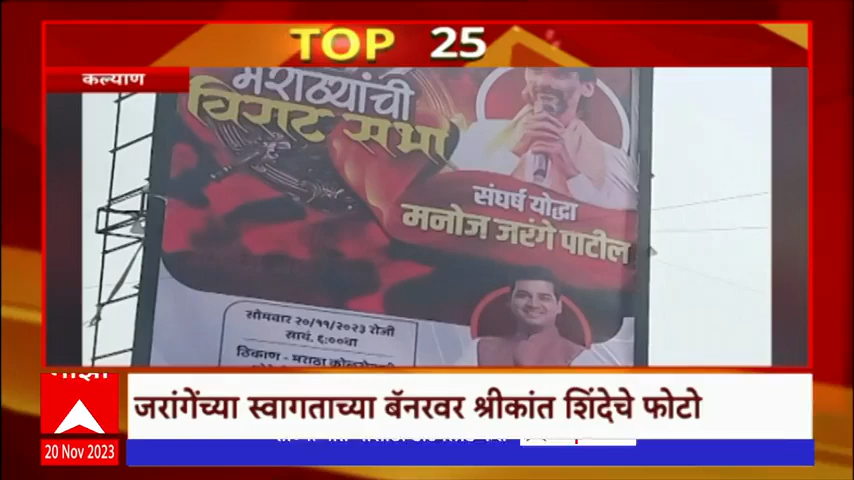 TOP 25
कल्याण
मराठ्यांची
विराट सभा
संघर्ष योद्धा
मनोज जरांगे पाटील
सोमवार २०/११/२०२३ रोजी
सायं. ६:००वा
ठिकाण - मराठा
माझा
जरांगेंच्या स्वागताच्या बॅनरवर श्रीकांत शिंदेचे फोटो
20 Nov 2023